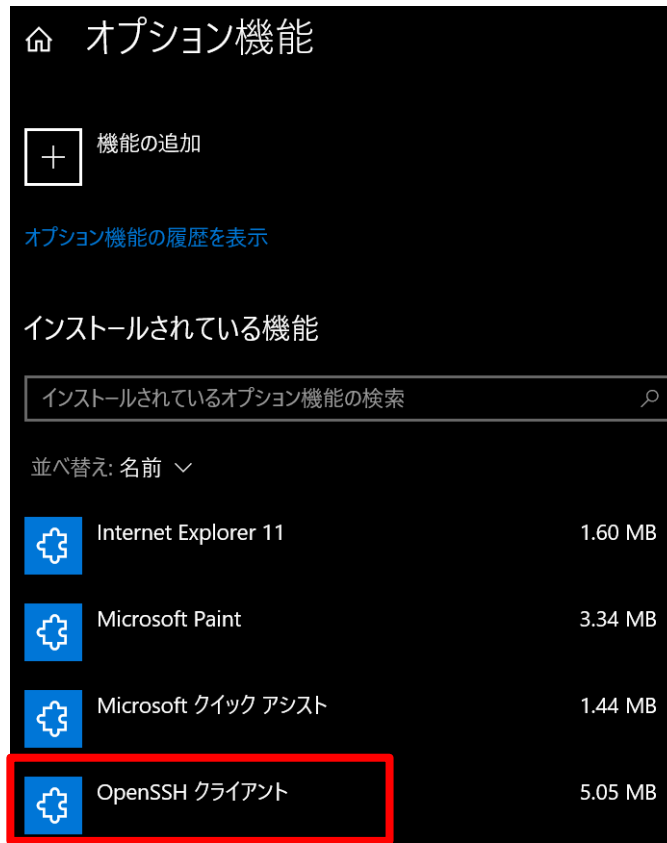 オプション機能
機能の追加
オプション機能の履歴を表示
インストールされている機能
インストールされているオプション機能の検索
並べ替え: 名前
Internet Explorer 11 1.60 MB
Microsoft Paint 3.34 MB
Microsoft クイック アシスト 1.44 MB
OpenSSH クライアント 5.05 MB